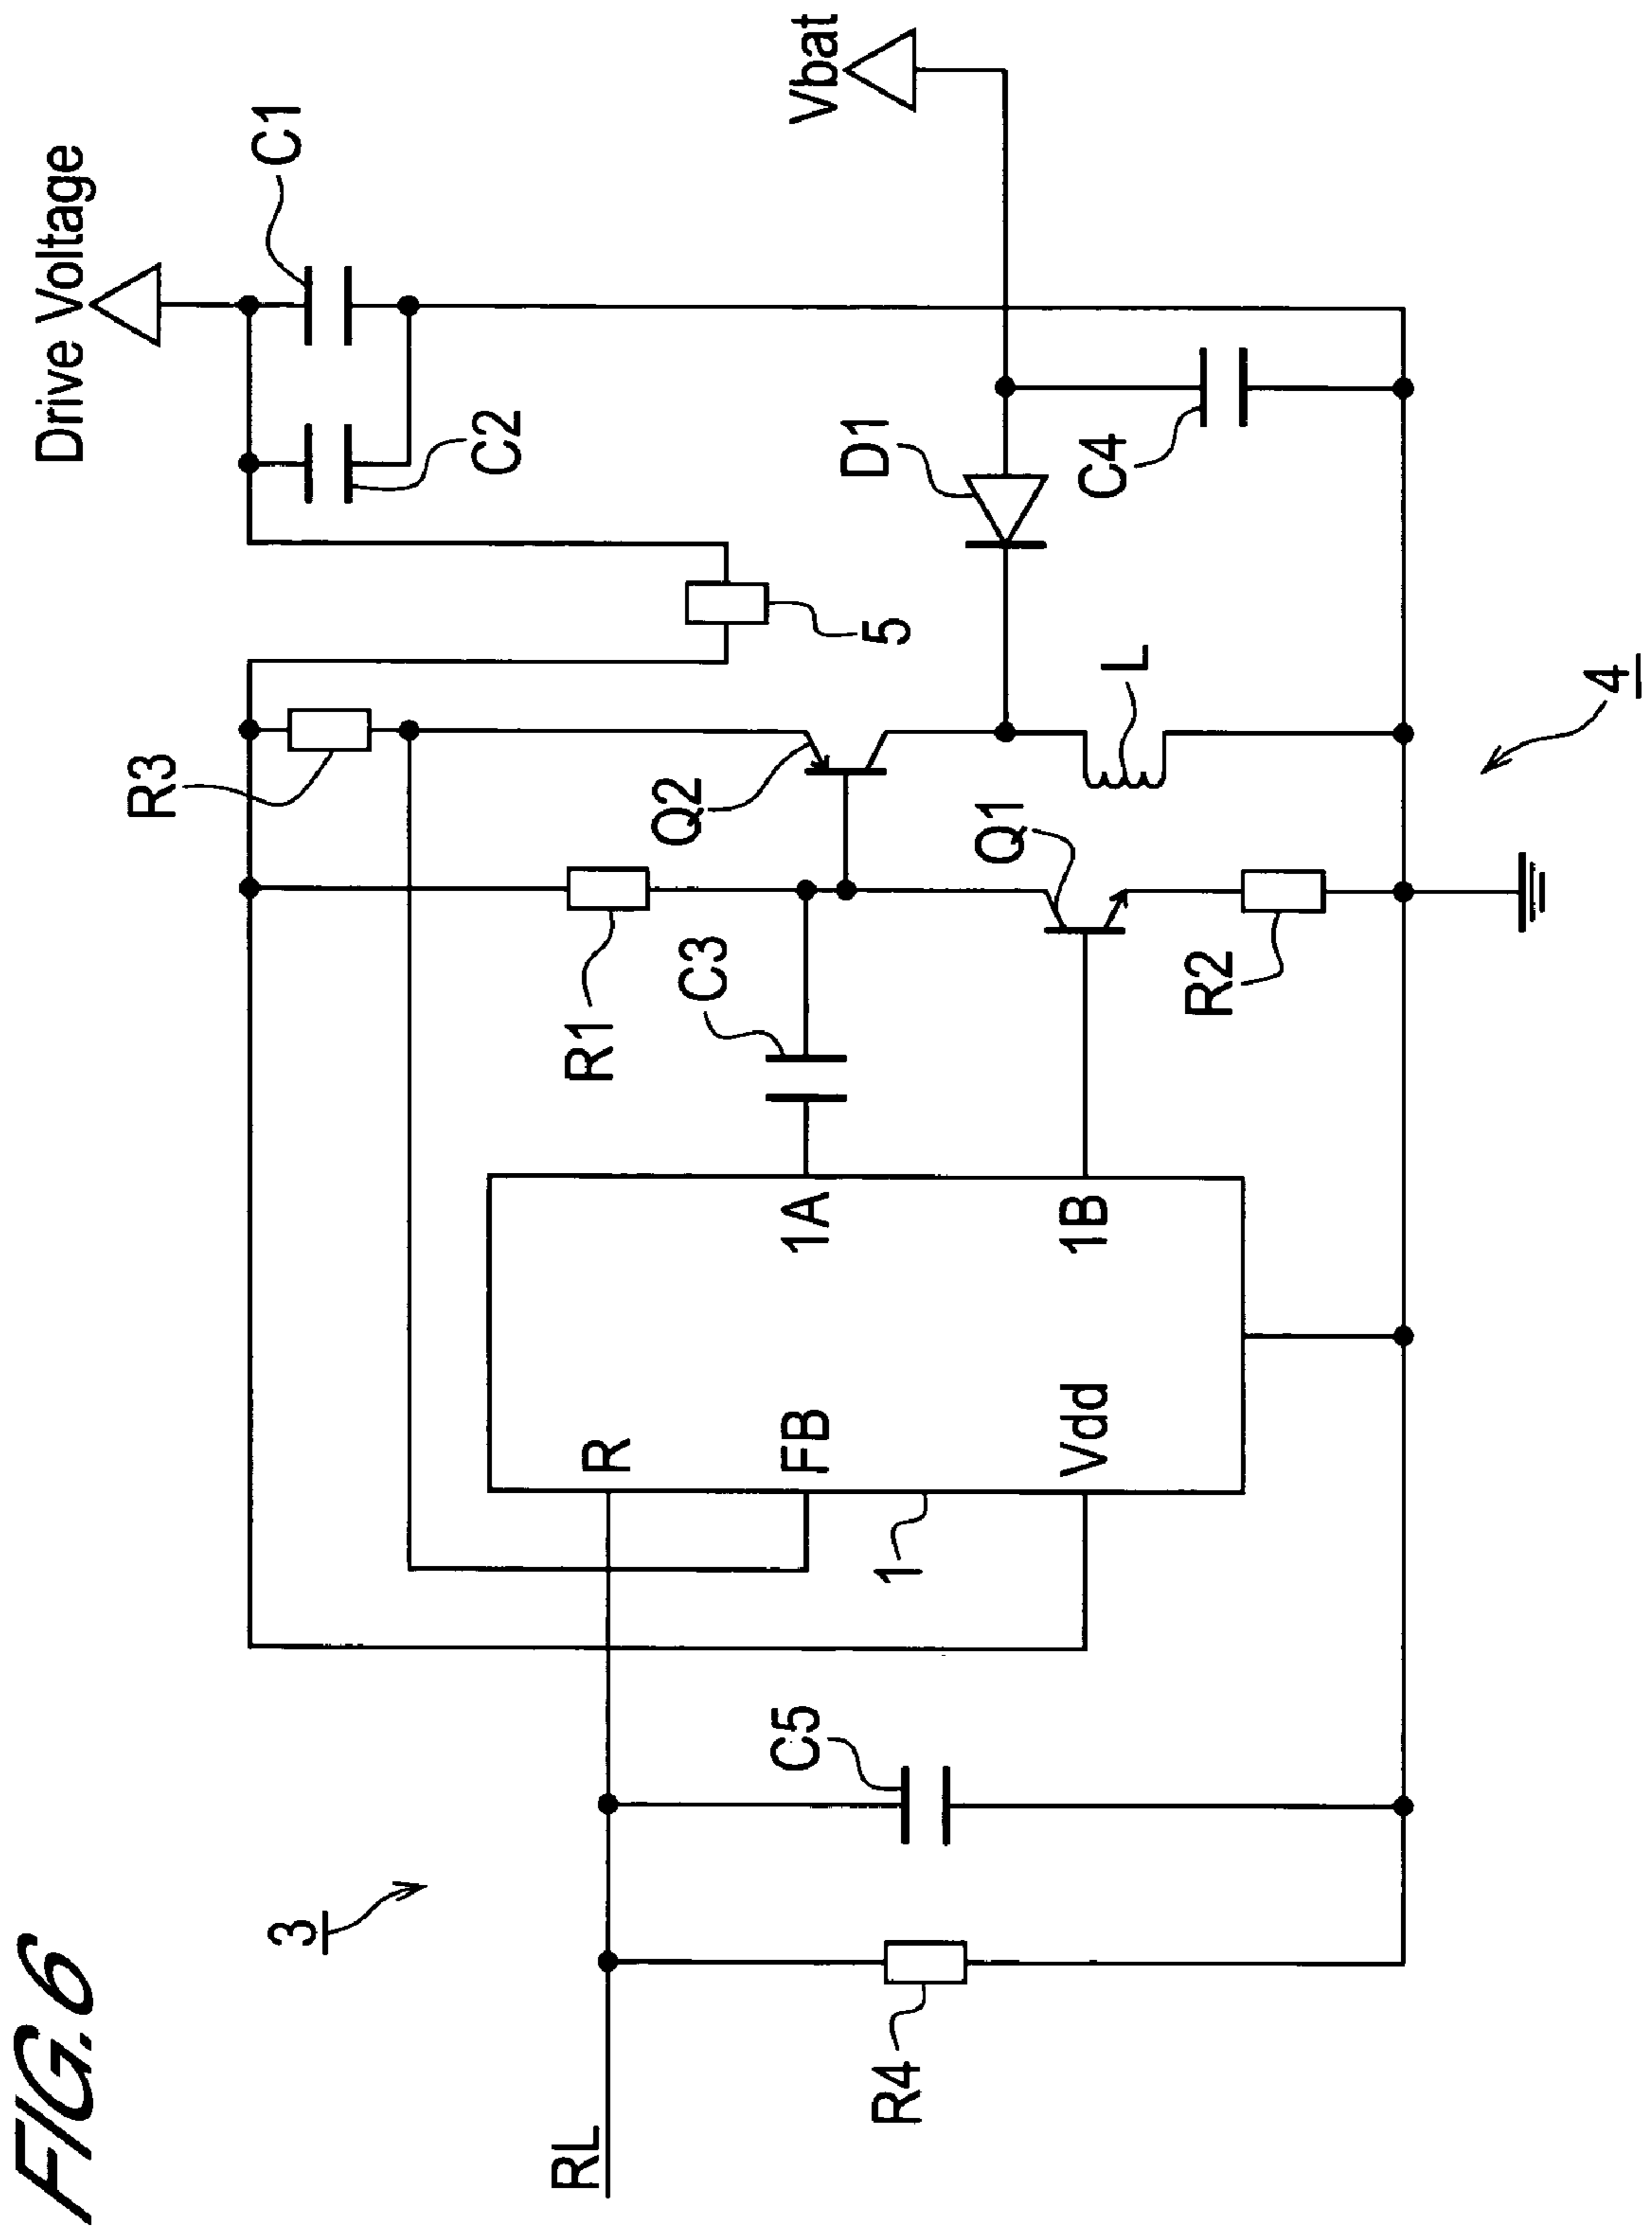 FIG.6
Drive Voltage
C1
C2
Vbat
R3
5
D1
C4
Q2
L
Q1
R1
C3
R2
4
1A
1B
R
FB
Vdd
1
3
C5
R4
RL